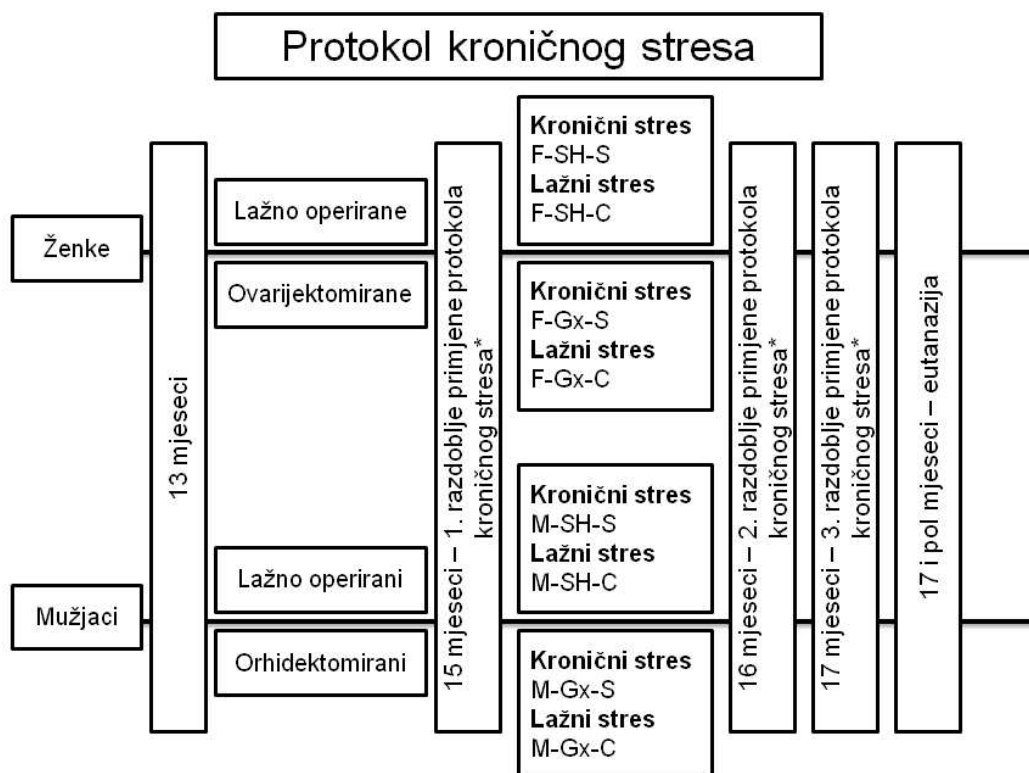 Protokol kroničnog stresa
Ženke
Mužjaci
13 mjeseci
Lažno operirane
Ovarijektomirane
Lažno operirani
Orhidektomirani
15 mjeseci – 1. razdoblje primjene protokola
kroničnog stresa*
Kronični stres
F-SH-S
Lažni stres
F-SH-C
Kronični stres
F-Gx-S
Lažni stres
F-Gx-C
Kronični stres
M-SH-S
Lažni stres
M-SH-C
Kronični stres
M-Gx-S
Lažni stres
M-Gx-C
16 mjeseci – 2. razdoblje primjene protokola
kroničnog stresa*
17 mjeseci – 3. razdoblje primjene protokola
kroničnog stresa*
17 i pol mjeseci – eutanazija